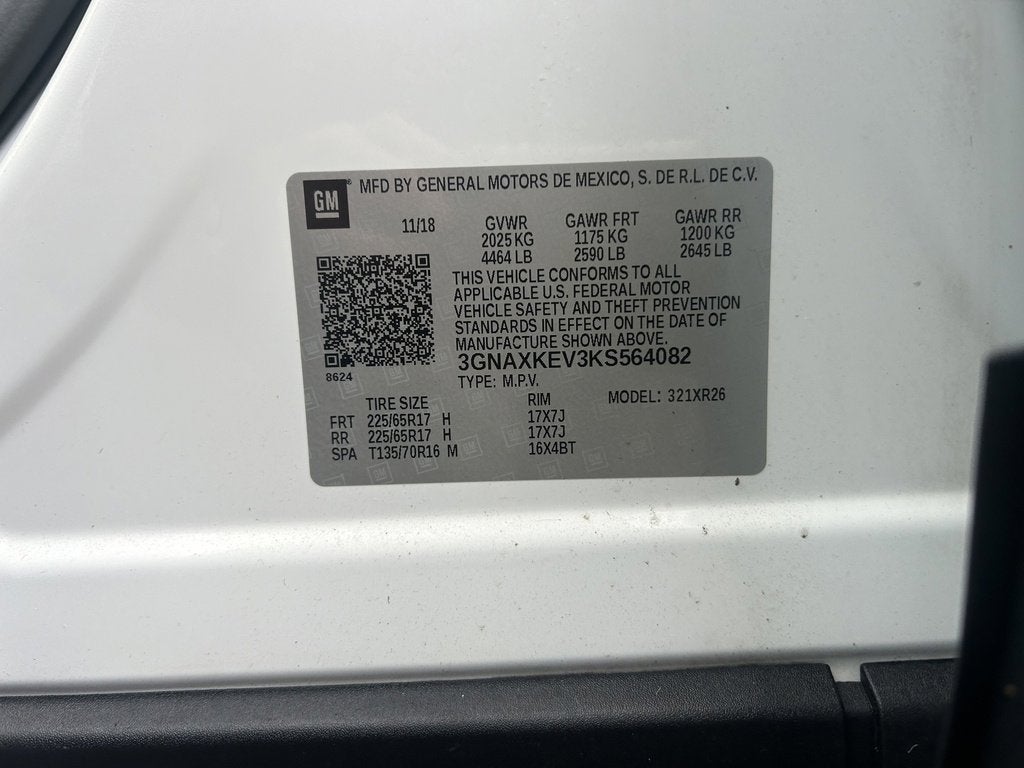 GM® MFD BY GENERAL MOTORS DE MEXICO, S. DE R.L. DE C.V.
11/18 GVWR GAWR FRT GAWR RR
2025 KG 1175 KG 1200 KG
4464 LB 2590 LB 2645 LB
THIS VEHICLE CONFORMS TO ALL
APPLICABLE U.S. FEDERAL MOTOR
VEHICLE SAFETY AND THEFT PREVENTION
STANDARDS IN EFFECT ON THE DATE OF
MANUFACTURE SHOWN ABOVE.
3GNAXKEV3KS564082
8624
TYPE: M.P.V.
TIRE SIZE RIM MODEL: 321XR26
FRT 225/65R17 H 17X7J
RR 225/65R17 H 17X7J
SPA T135/70R16 M 16X4BT